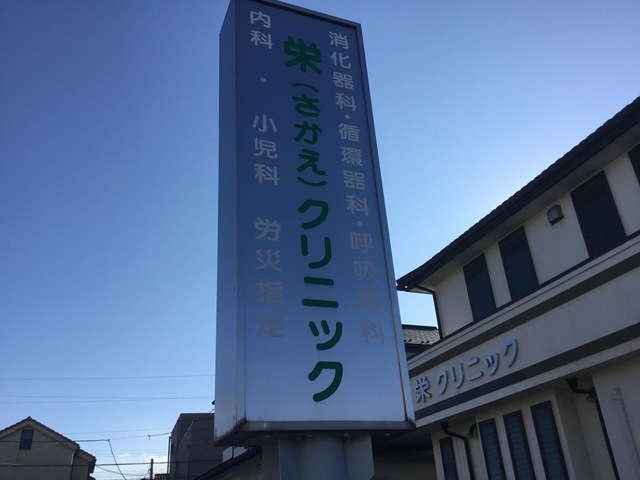 消化器科・循環器科・呼吸器科
栄(さかえ)クリニック
内科・小児科 労災指定
栄 クリニック